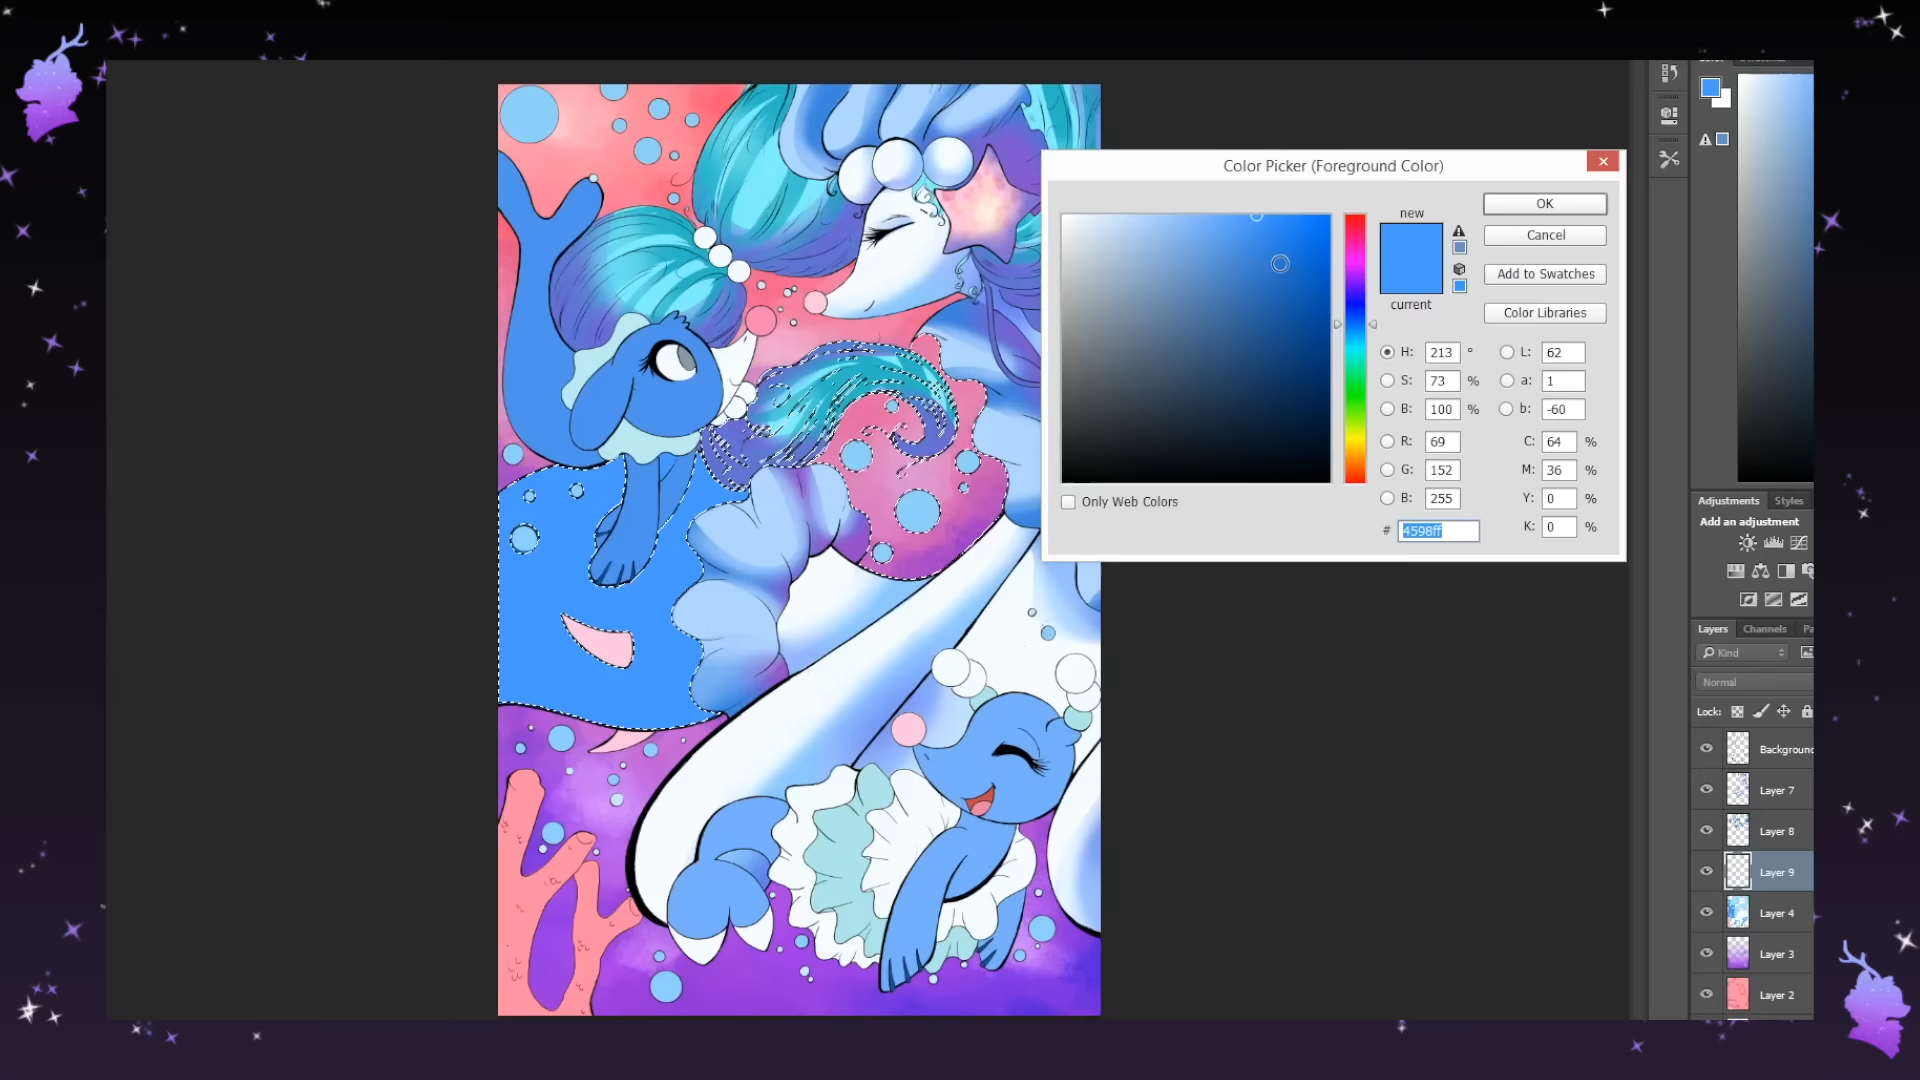 Color Picker (Foreground Color)
new
current
OK
Cancel
Add to Swatches
Color Libraries
H: 213 °
S: 73 %
B: 100 %
R: 69
G: 152
B: 255
# 4598ff
L: 62
a: 1
b: -60
C: 64 %
M: 36 %
Y: 0 %
K: 0 %
Only Web Colors
Adjustments Styles
Add an adjustment
Layers Channels Pa
Kind
Normal
Lock:
Background
Layer 7
Layer 8
Layer 9
Layer 4
Layer 3
Layer 2